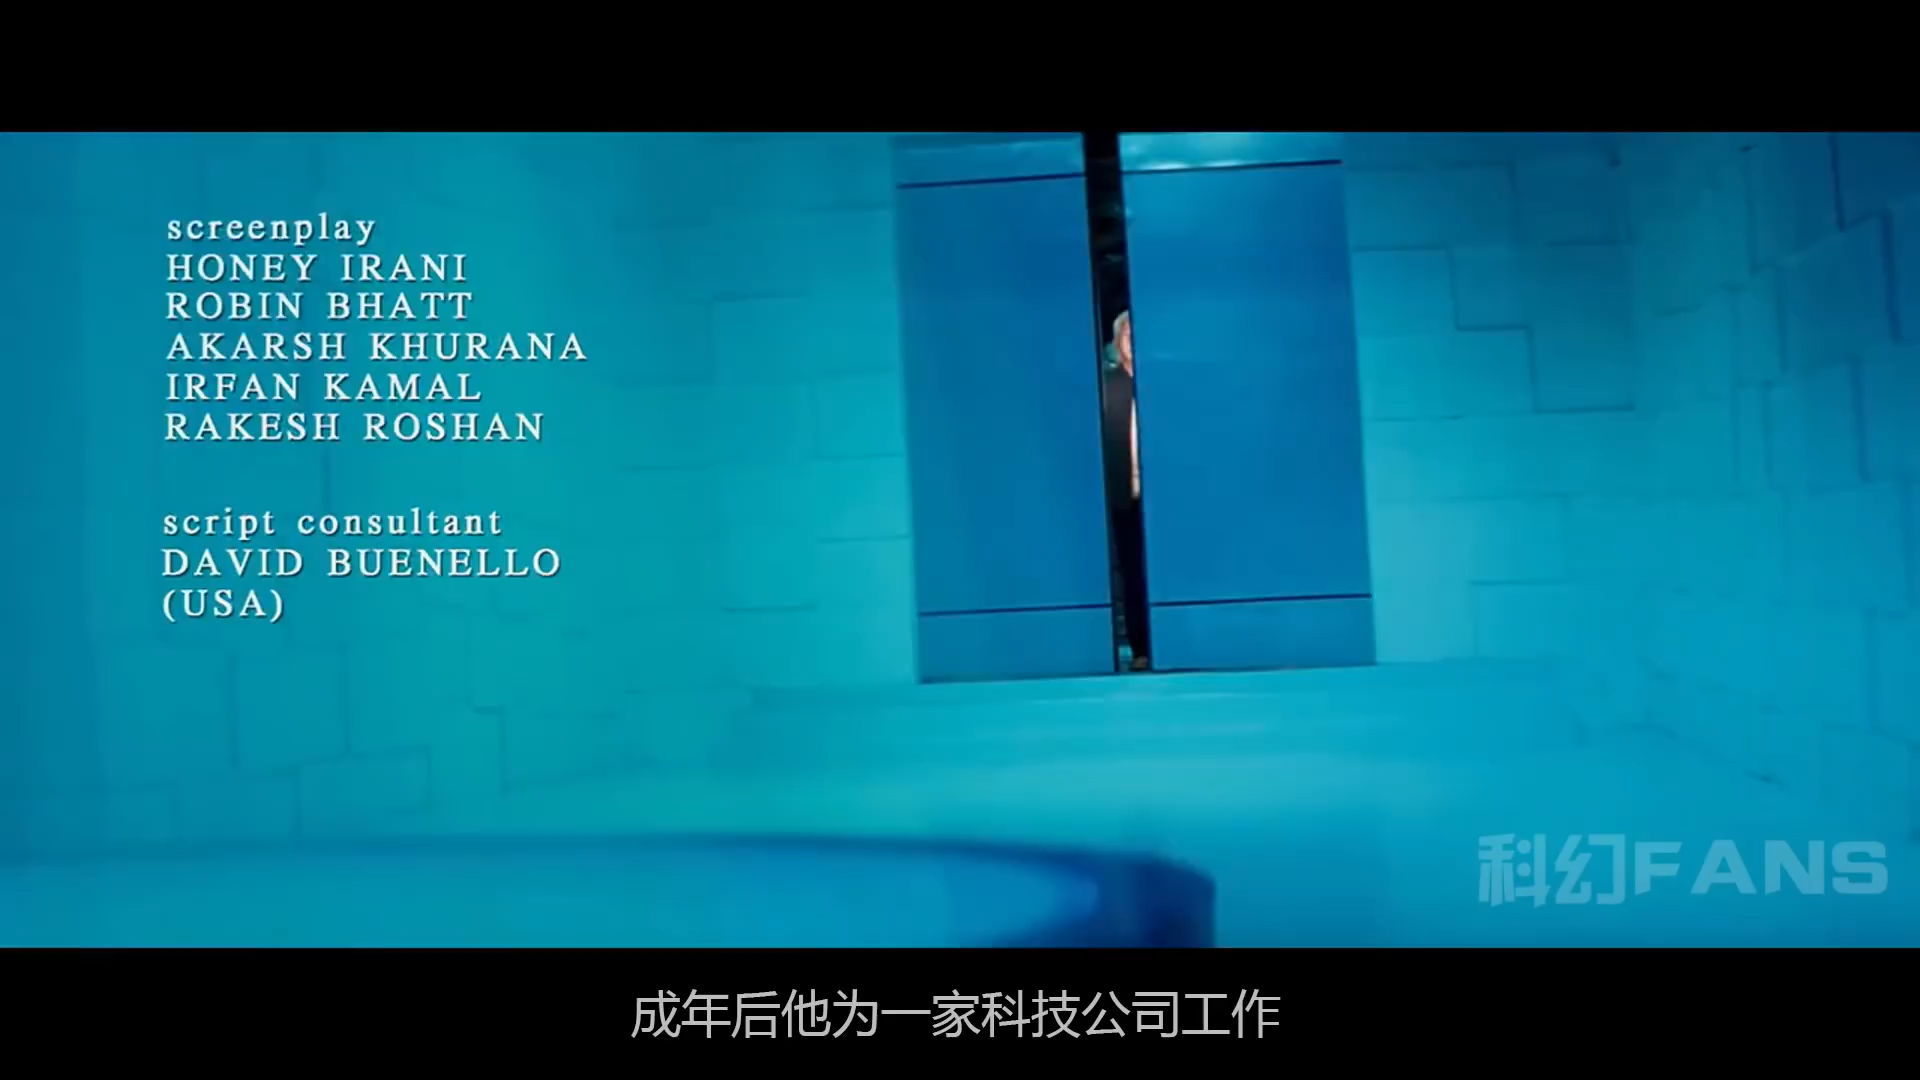 screenplay
HONEY IRANI
ROBIN BHATT
AKARSH KHURANA
IRFAN KAMAL
RAKESH ROSHAN
script consultant
DAVID BUENELLO
(USA)
科幻FANS
成年后他为一家科技公司工作